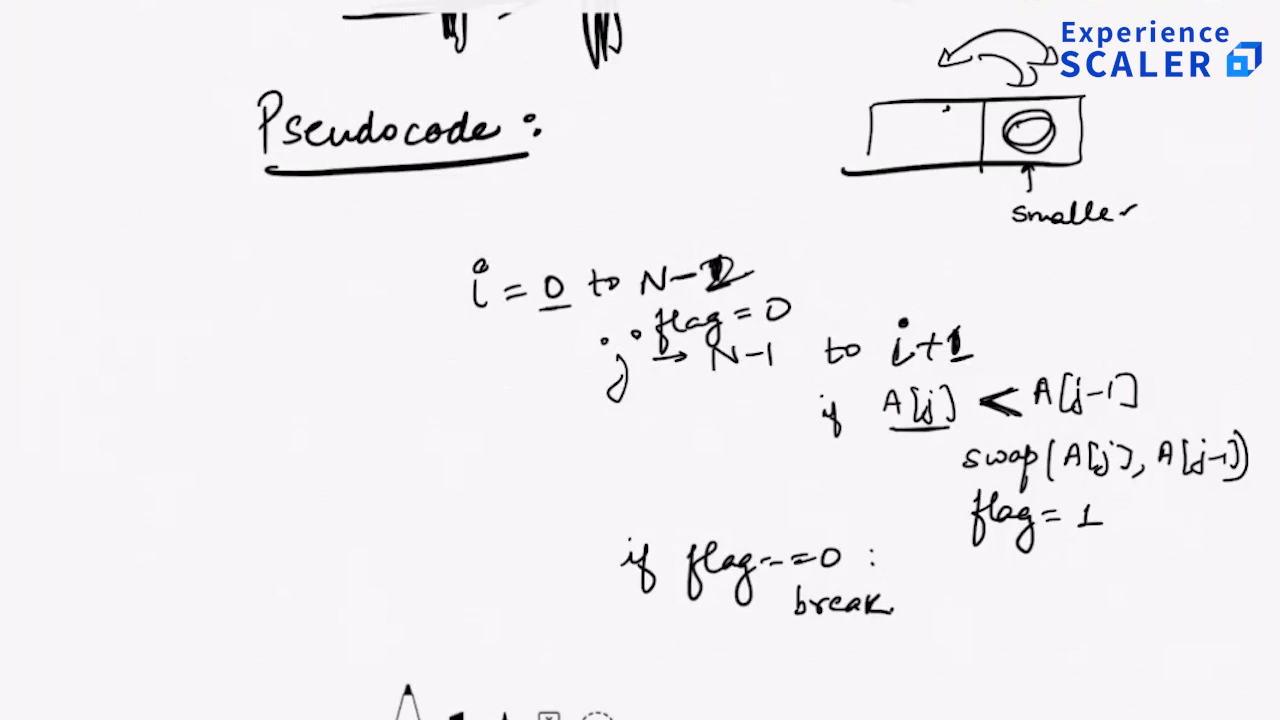 Experience
SCALER
Pseudocode :
smaller
i = 0 to N-2
flag = 0
j → N-1 to i+1
if A[j] < A[j-1]
swap(A[j], A[j-1])
flag = 1
if flag == 0 :
break